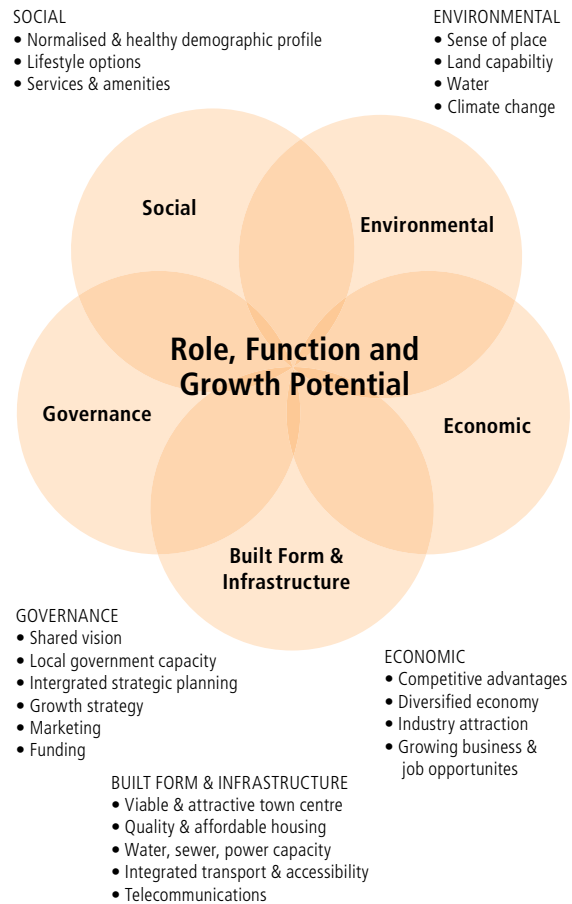 SOCIAL
• Normalised & healthy demographic profile
• Lifestyle options
• Services & amenities
ENVIRONMENTAL
• Sense of place
• Land capabiltiy
• Water
• Climate change
Social
Environmental
Role, Function and
Growth Potential
Governance
Economic
Built Form &
Infrastructure
GOVERNANCE
• Shared vision
• Local government capacity
• Intergrated strategic planning
• Growth strategy
• Marketing
• Funding
ECONOMIC
• Competitive advantages
• Diversified economy
• Industry attraction
• Growing business &
job opportunites
BUILT FORM & INFRASTRUCTURE
• Viable & attractive town centre
• Quality & affordable housing
• Water, sewer, power capacity
• Integrated transport & accessibility
• Telecommunications